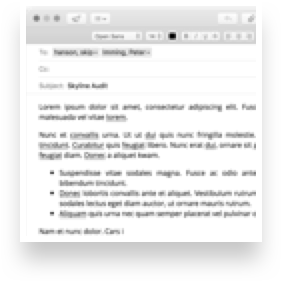 Open Sans 14
To: hanson, skip Imming, Peter
Cc:
Subject: Skyline Audit
Lorem ipsum dolor sit amet, consectetur adipiscing elit. Fusc
malesuada vel vitae lorem.
Nunc et convallis urna. Ut ut dui quis nunc fringilla molestie.
tincidunt. Curabitur quis feugiat libero. Nunc erat dui, ornare sit
feugiat diam. Donec a aliquet kwam.
• Suspendisse vitae sodales magna. Fusce ac odio ante
bibendum tincidunt.
• Donec lobortis convallis ante et aliquet. Vestibulum rutrum
sodales lectus eget diam auctor, ut ornare mauris rutrum.
• Aliquam quis urna nec quam semper placerat vel pulvinar
Nam et nunc dolor. Cars i